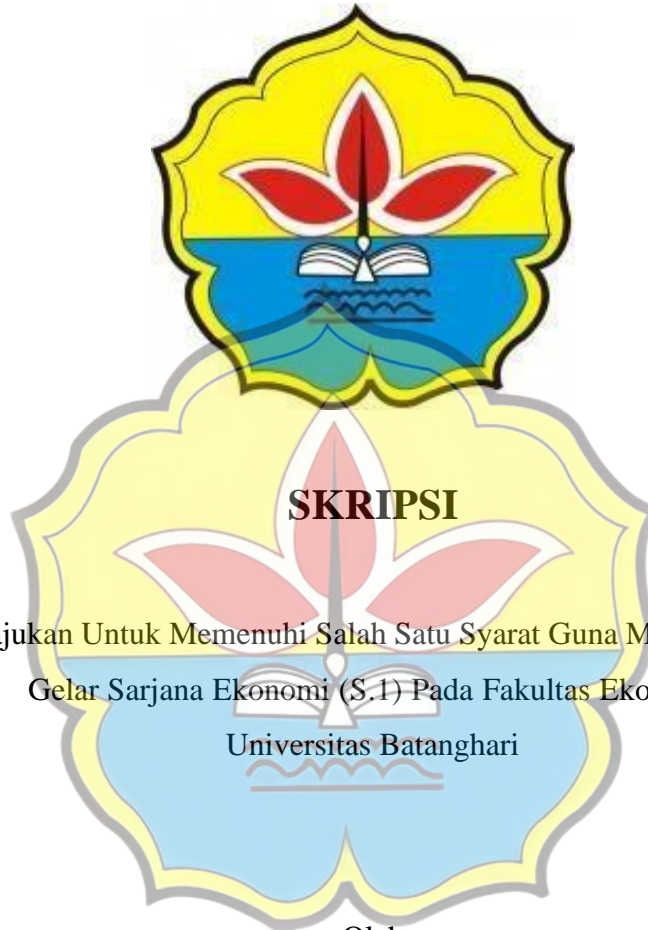 SKRIPSI
jukan Untuk Memenuhi Salah Satu Syarat Guna M
Gelar Sarjana Ekonomi (S.1) Pada Fakultas Eko
Universitas Batanghari